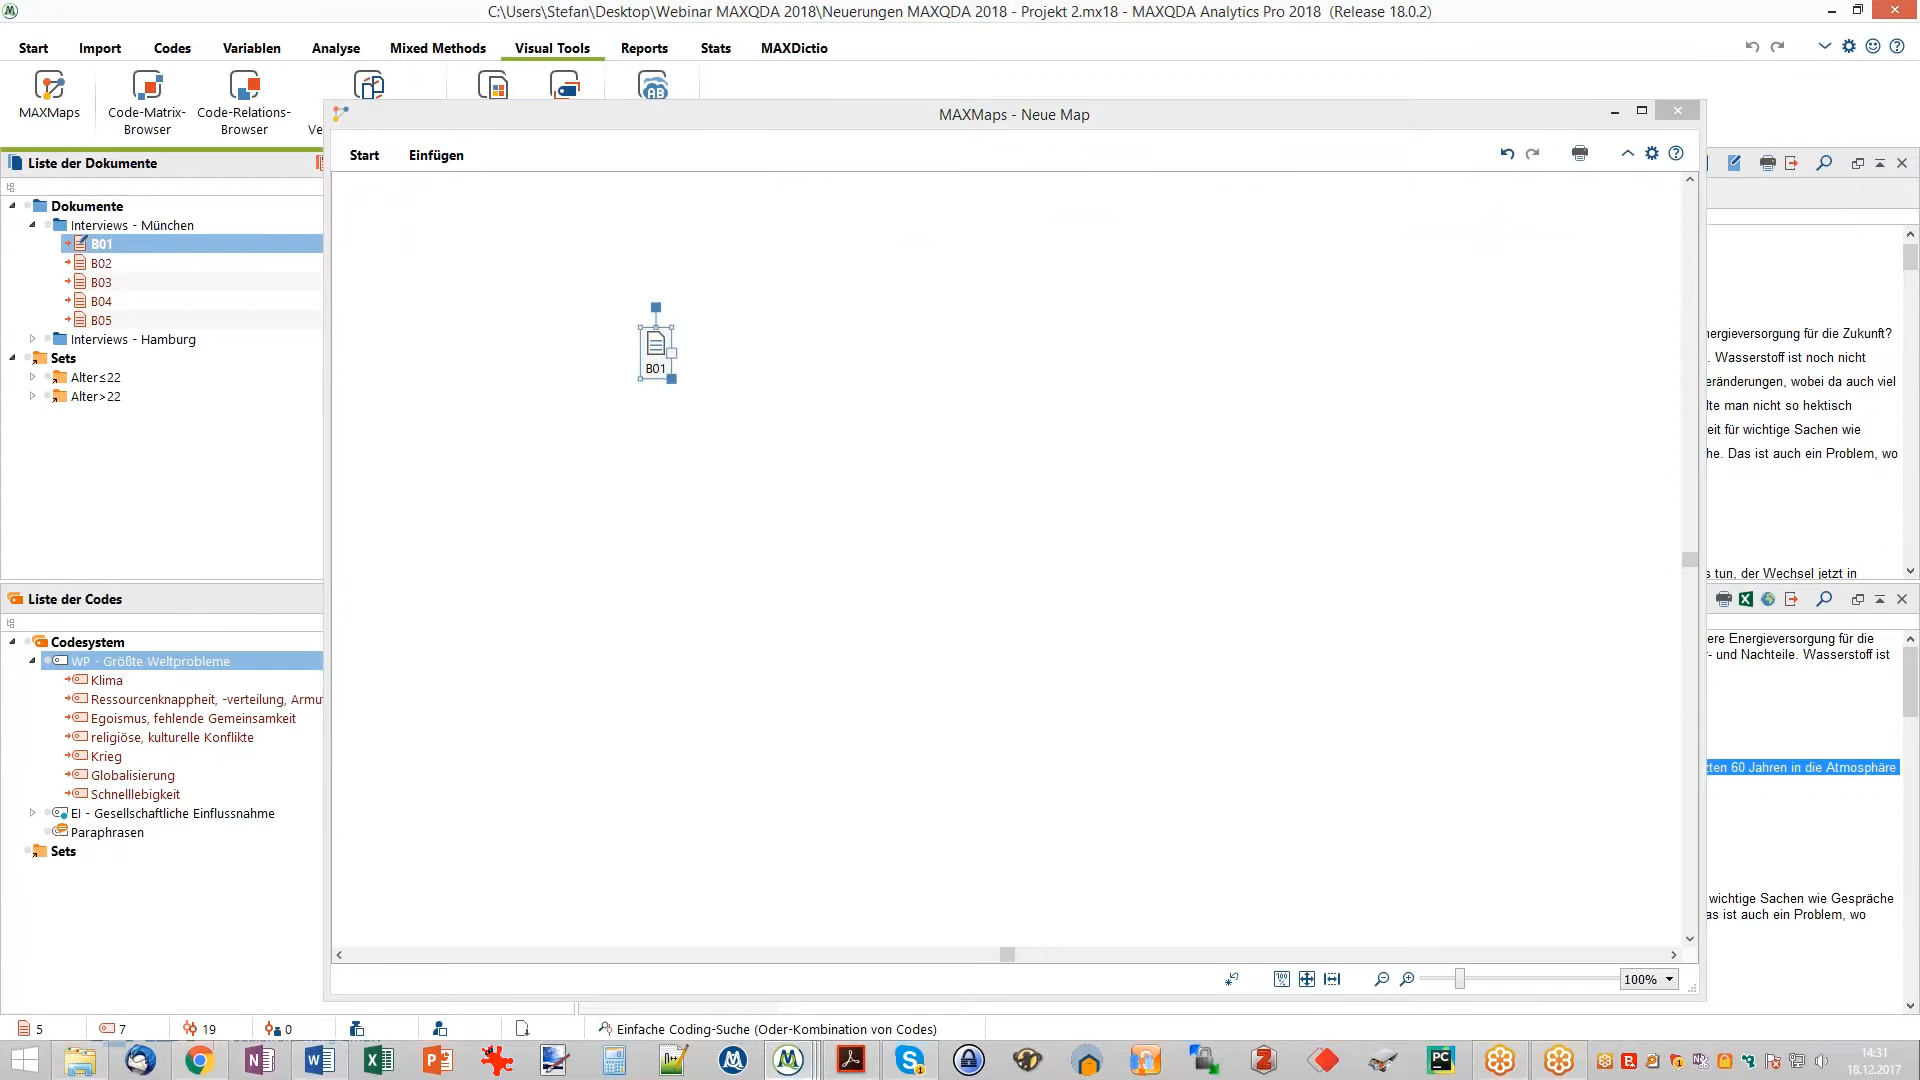 C:\Users\Stefan\Desktop\Webinar MAXQDA 2018\Neuerungen MAXQDA 2018 - Projekt 2.mx18 - MAXQDA Analytics Pro 2018 (Release 18.0.2)
Start Import Codes Variablen Analyse Mixed Methods Visual Tools Reports Stats MAXDictio
MAXMaps
Code-Matrix-
Browser
Code-Relations-
Browser
Ve
MAXMaps - Neue Map
Start Einfügen
Liste der Dokumente
Dokumente
Interviews - München
B01
B02
B03
B04
B05
Interviews - Hamburg
Sets
Alter≤22
Alter>22
B01
nergieversorgung für die Zukunft?
. Wasserstoff ist noch nicht
eränderungen, wobei da auch viel
lte man nicht so hektisch
eit für wichtige Sachen wie
he. Das ist auch ein Problem, wo
s tun, der Wechsel jetzt in
Liste der Codes
Codesystem
WP - Größte Weltprobleme
Klima
Ressourcenknappheit, -verteilung, Armu
Egoismus, fehlende Gemeinsamkeit
religiöse, kulturelle Konflikte
Krieg
Globalisierung
Schnelllebigkeit
EI - Gesellschaftliche Einflussnahme
Paraphrasen
Sets
ere Energieversorgung für die
- und Nachteile. Wasserstoff ist
zten 60 Jahren in die Atmosphäre
wichtige Sachen wie Gespräche
as ist auch ein Problem, wo
100%
5 7 19 0 Einfache Coding-Suche (Oder-Kombination von Codes)
14:31
18.12.2017